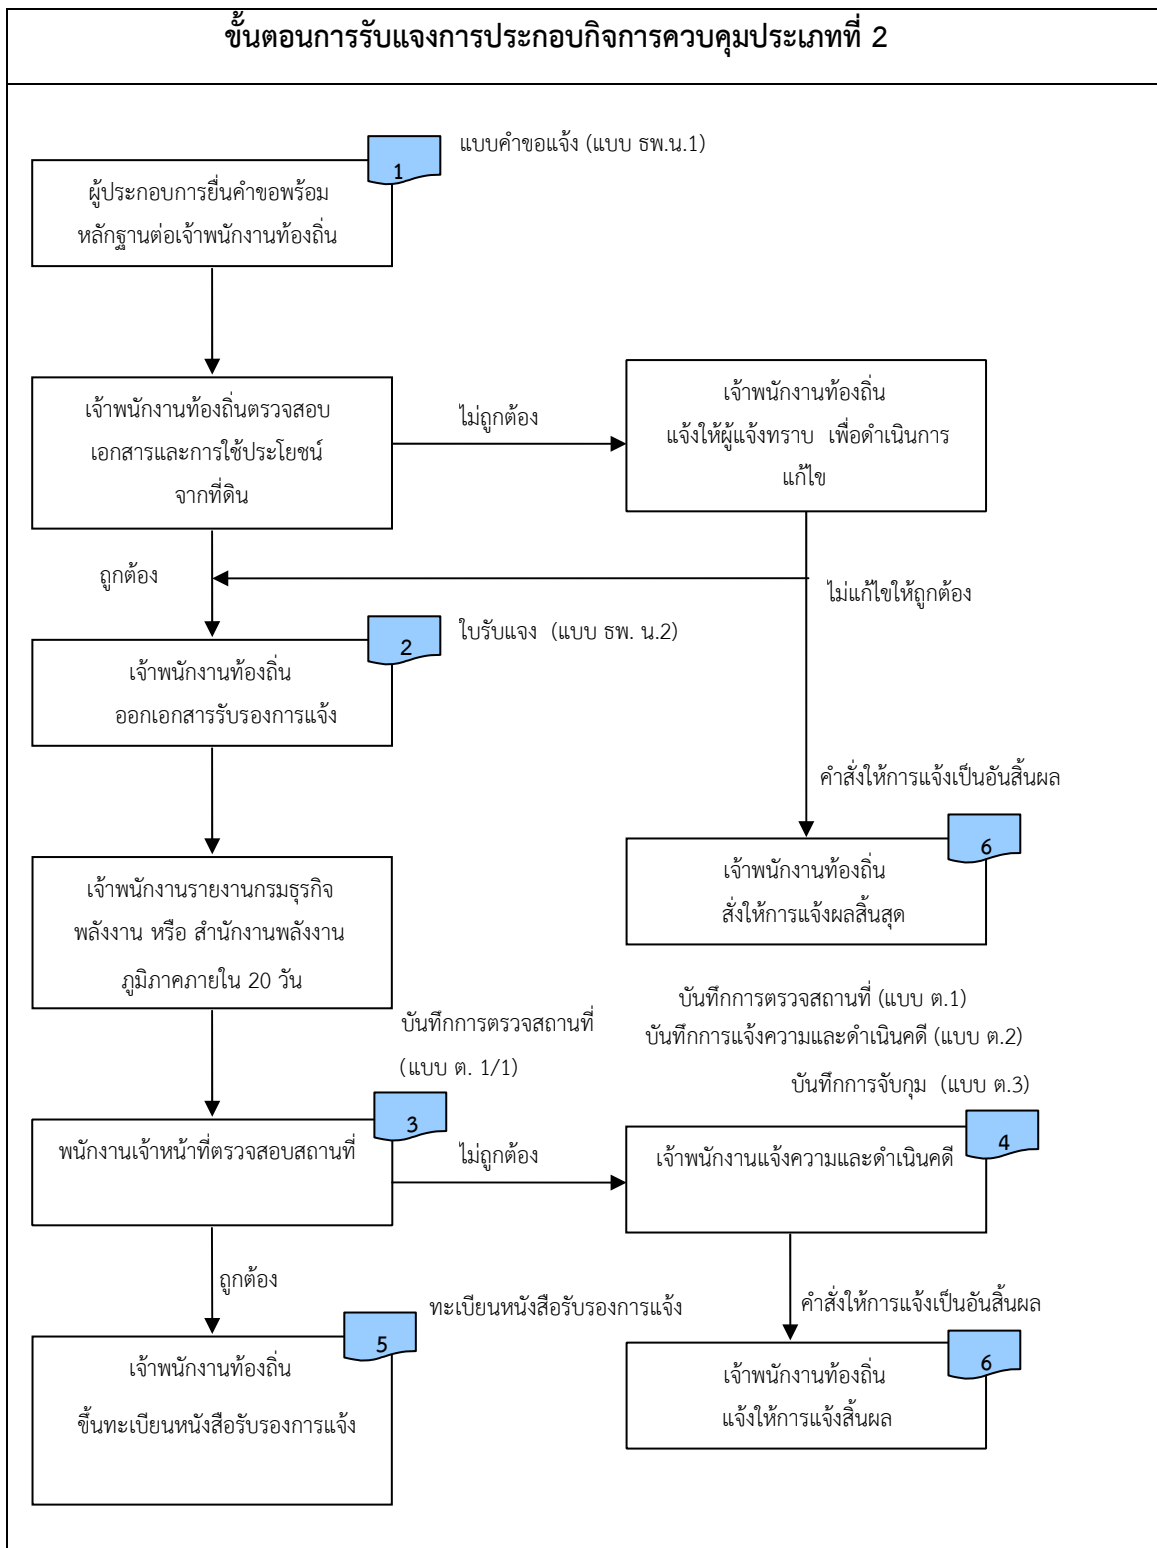 ขั้นตอนการรับแจงการประกอบกิจการควบคุมประเภทที่ 2
แบบคำขอแจ้ง (แบบ ธพ.น.1)
1
ผู้ประกอบการยื่นคำขอพร้อม
หลักฐานต่อเจ้าพนักงานท้องถิ่น
เจ้าพนักงานท้องถิ่นตรวจสอบ
เอกสารและการใช้ประโยชน์
จากที่ดิน
ไม่ถูกต้อง
เจ้าพนักงานท้องถิ่น
แจ้งให้ผู้แจ้งทราบ เพื่อดำเนินการ
แก้ไข
ถูกต้อง
ไม่แก้ไขให้ถูกต้อง
ใบรับแจง (แบบ ธพ. น.2)
2
เจ้าพนักงานท้องถิ่น
ออกเอกสารรับรองการแจ้ง
คำสั่งให้การแจ้งเป็นอันสิ้นผล
6
เจ้าพนักงานท้องถิ่น
สั่งให้การแจ้งผลสิ้นสุด
เจ้าพนักงานรายงานกรมธุรกิจ
พลังงาน หรือ สำนักงานพลังงาน
ภูมิภาคภายใน 20 วัน
บันทึกการตรวจสถานที่
(แบบ ต. 1/1)
บันทึกการตรวจสถานที่ (แบบ ต.1)
บันทึกการแจ้งความและดำเนินคดี (แบบ ต.2)
บันทึกการจับกุม (แบบ ต.3)
3
พนักงานเจ้าหน้าที่ตรวจสอบสถานที่
ไม่ถูกต้อง
4
เจ้าพนักงานแจ้งความและดำเนินคดี
ถูกต้อง
ทะเบียนหนังสือรับรองการแจ้ง
คำสั่งให้การแจ้งเป็นอันสิ้นผล
5
เจ้าพนักงานท้องถิ่น
ขึ้นทะเบียนหนังสือรับรองการแจ้ง
6
เจ้าพนักงานท้องถิ่น
แจ้งให้การแจ้งสิ้นผล